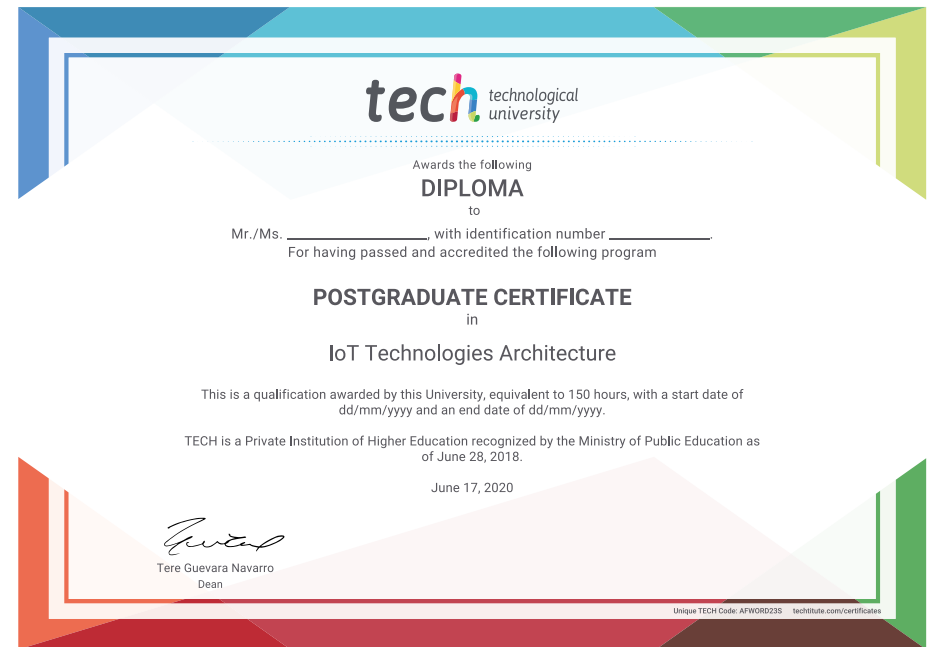 tech technological
university
Awards the following
DIPLOMA
to
Mr./Ms. ____________________, with identification number ______________.
For having passed and accredited the following program
POSTGRADUATE CERTIFICATE
in
IoT Technologies Architecture
This is a qualification awarded by this University, equivalent to 150 hours, with a start date of
dd/mm/yyyy and an end date of dd/mm/yyyy.
TECH is a Private Institution of Higher Education recognized by the Ministry of Public Education as
of June 28, 2018.
June 17, 2020
Tere Guevara Navarro
Dean
Unique TECH Code: AFWORD23S techtitute.com/certificates